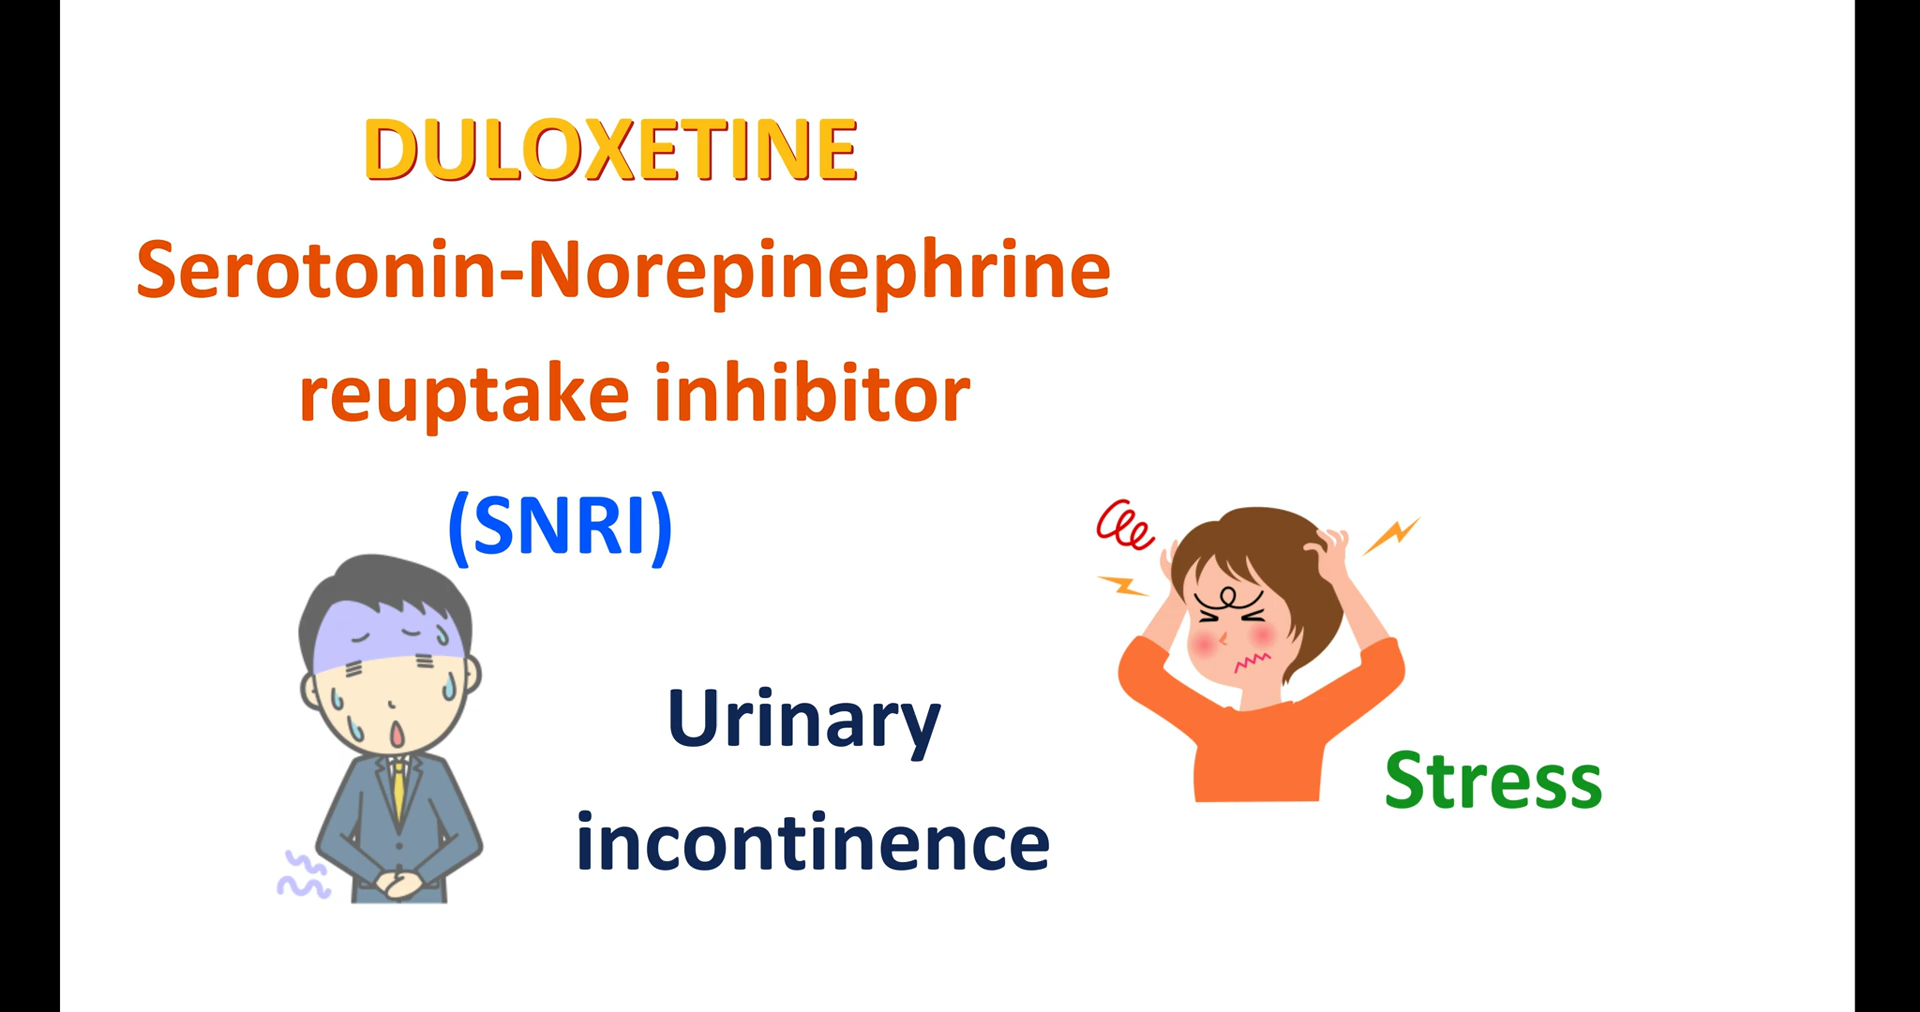 DULOXETINE
Serotonin-Norepinephrine
reuptake inhibitor
(SNRI)
Urinary
incontinence
Stress